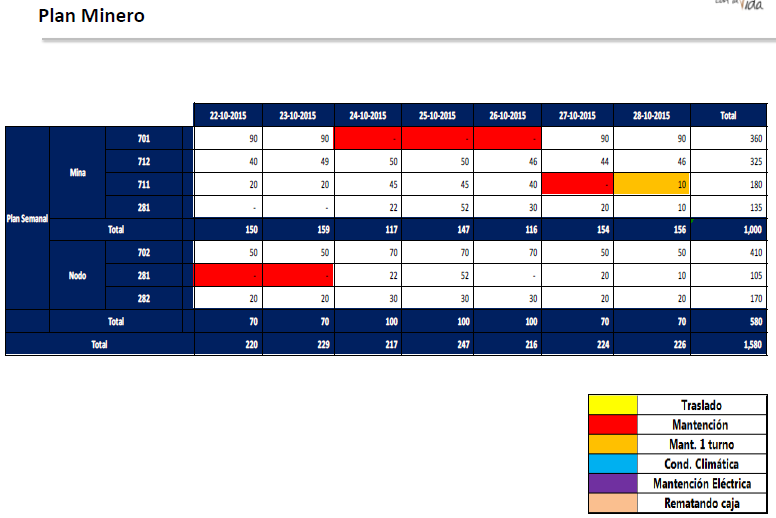 vida
Plan Minero
22-10-2015 23-10-2015 24-10-2015 25-10-2015 26-10-2015 27-10-2015 28-10-2015 Total
Plan Semanal
Mina
701 90 90 - - - 90 90 360
712 40 49 50 50 46 44 46 325
711 20 20 45 45 40 - 10 180
281 - - 22 52 30 20 10 135
Total 150 159 117 147 116 154 156 1,000
Nodo
702 50 50 70 70 70 50 50 410
281 - - 22 52 - 20 10 105
282 20 20 30 30 30 20 20 170
Total 70 70 100 100 100 70 70 580
Total 220 229 217 247 216 224 226 1,580
Traslado
Mantención
Mant. 1 turno
Cond. Climática
Mantención Eléctrica
Rematando caja